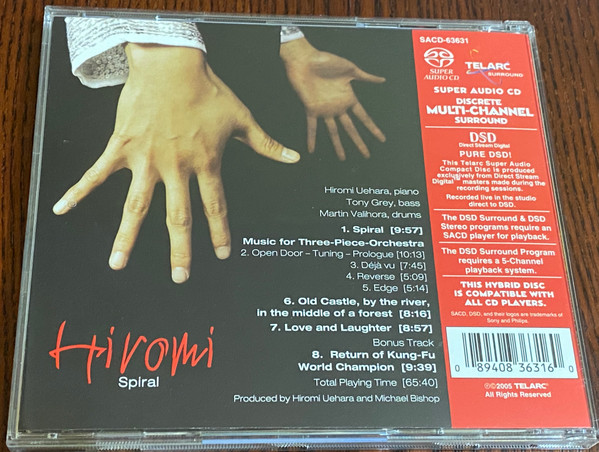 Hiromi Uehara, piano
Tony Grey, bass
Martin Valihora, drums
1. Spiral [9:57]
Music for Three-Piece-Orchestra
2. Open Door – Tuning – Prologue [10:13]
3. Déjà vu [7:45]
4. Reverse [5:09]
5. Edge [5:14]
6. Old Castle, by the river,
in the middle of a forest [8:16]
7. Love and Laughter [8:57]
Bonus Track
8. Return of Kung-Fu
World Champion [9:39]
Total Playing Time [65:40]
Produced by Hiromi Uehara and Michael Bishop
Hiromi
Spiral
SACD-63631
SUPER AUDIO CD
TELARC
SURROUND
SUPER AUDIO CD
DISCRETE
MULTI-CHANNEL
SURROUND
DSD
Direct Stream Digital
PURE DSD!
This Telarc Super Audio
Compact Disc is produced
exclusively from Direct Stream
Digital™ masters made during the
recording sessions.
Recorded live in the studio
direct to DSD.
The DSD Surround & DSD
Stereo programs require an
SACD player for playback.
The DSD Surround Program
requires a 5-Channel
playback system.
THIS HYBRID DISC
IS COMPATIBLE WITH
ALL CD PLAYERS.
SACD, DSD, and their logos are trademarks of
Sony and Philips.
0 89408 36316 0
℗©2005 TELARC
All Rights Reserved